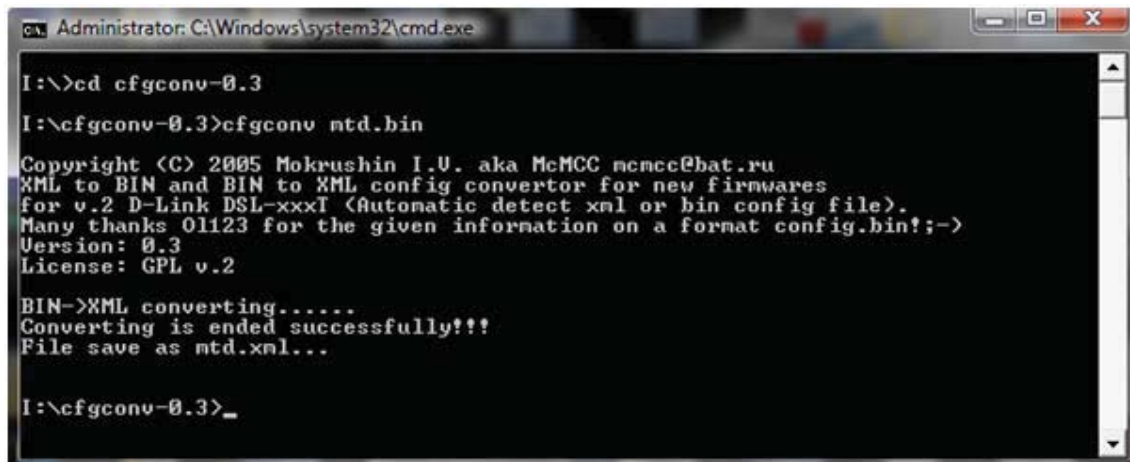 Administrator: C:\Windows\system32\cmd.exe
I:\>cd cfgconv-0.3
I:\cfgconv-0.3>cfgconv mtd.bin
Copyright (C) 2005 Mokrushin I.V. aka McMCC mcmcc@bat.ru
XML to BIN and BIN to XML config convertor for new firmwares
for v.2 D-Link DSL-xxxT (Automatic detect xml or bin config file).
Many thanks Ol123 for the given information on a format config.bin!;->
Version: 0.3
License: GPL v.2
BIN->XML converting......
Converting is ended successfully!!!
File save as mtd.xml...
I:\cfgconv-0.3>_